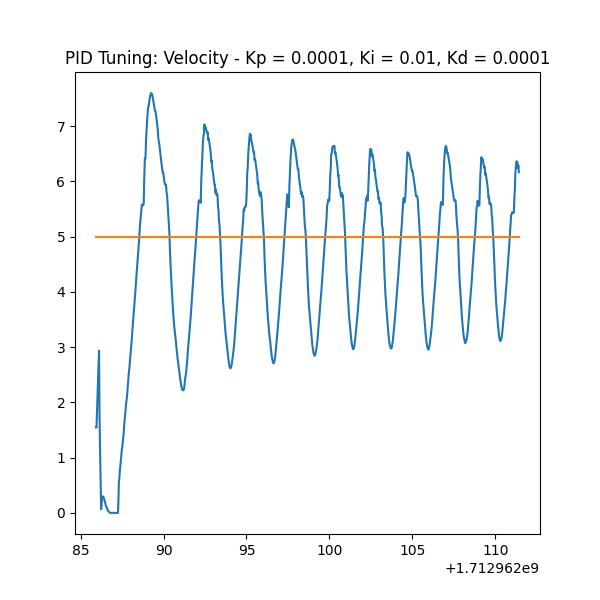 PID Tuning: Velocity - Kp = 0.0001, Ki = 0.01, Kd = 0.0001
7
6
5
4
3
2
1
0
85 90 95 100 105 110
+1.712962e9